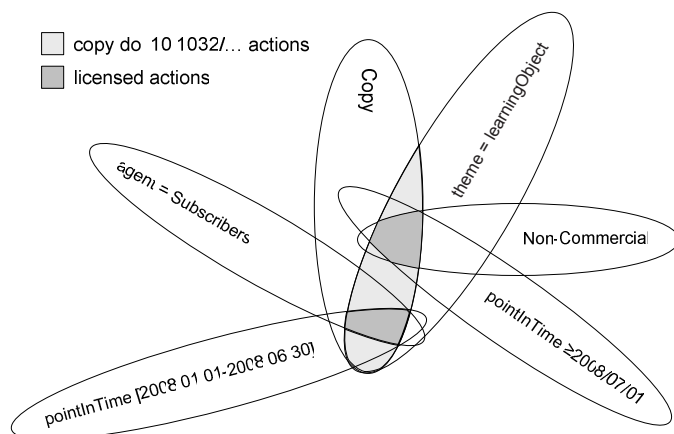 copy do 10 1032/… actions
licensed actions
Copy
theme = learningObject
agent = Subscribers
Non-Commercial
pointInTime ≥2008/07/01
pointInTime [2008 01 01-2008 06 30]